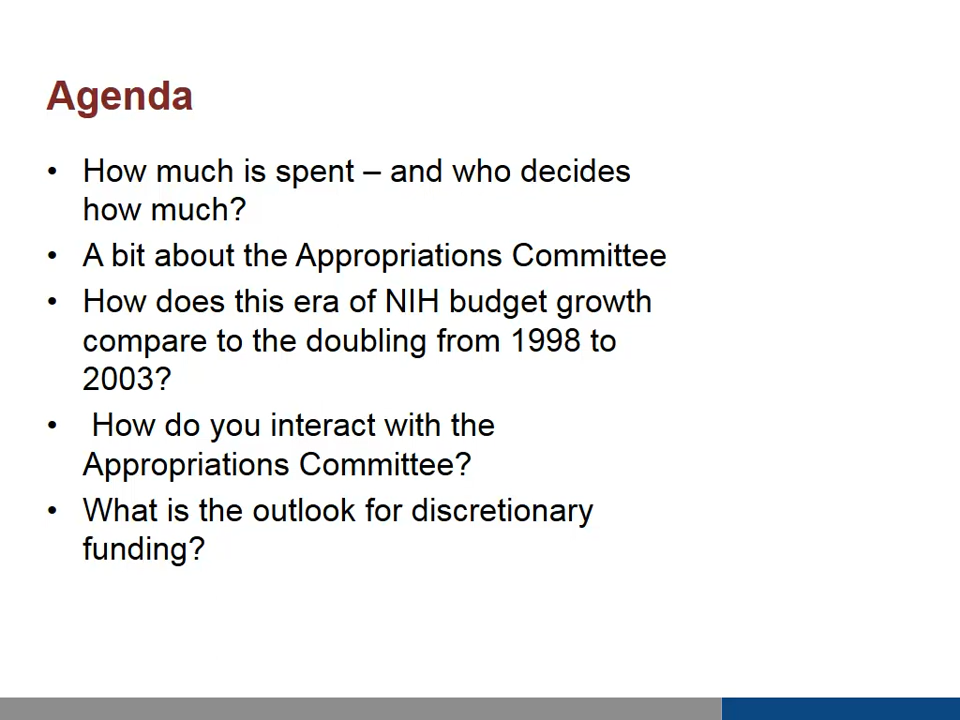 Agenda
• How much is spent – and who decides
how much?
• A bit about the Appropriations Committee
• How does this era of NIH budget growth
compare to the doubling from 1998 to
2003?
• How do you interact with the
Appropriations Committee?
• What is the outlook for discretionary
funding?